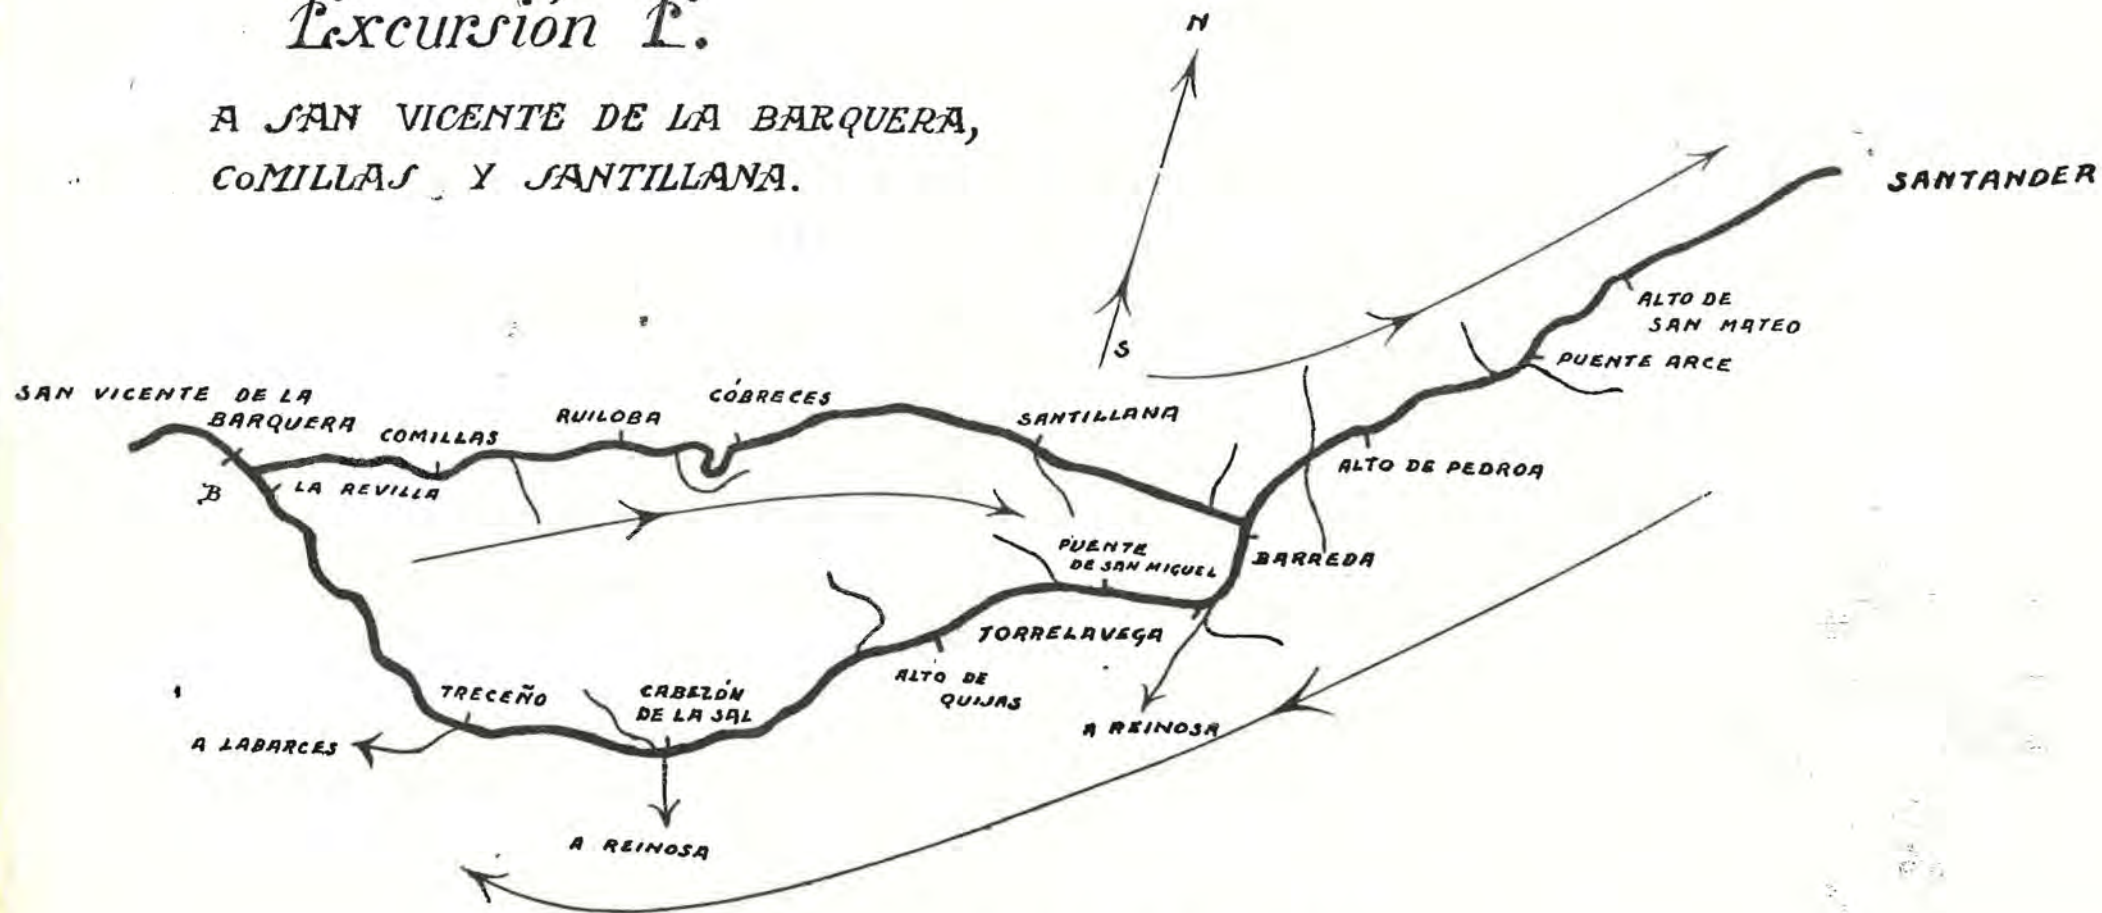 Excursión 1ª.
A SAN VICENTE DE LA BARQUERA,
COMILLAS Y SANTILLANA.
N
S
SANTANDER
ALTO DE
SAN MATEO
PUENTE ARCE
ALTO DE PEDROA
SAN VICENTE DE LA
BARQUERA
COMILLAS
RUILOBA
CÓBRECES
SANTILLANA
B
LA REVILLA
PUENTE
DE SAN MIGUEL
BARREDA
TORRELAVEGA
ALTO DE
QUIJAS
A REINOSA
TRECEÑO
CABEZÓN
DE LA SAL
A LABARCES
A REINOSA